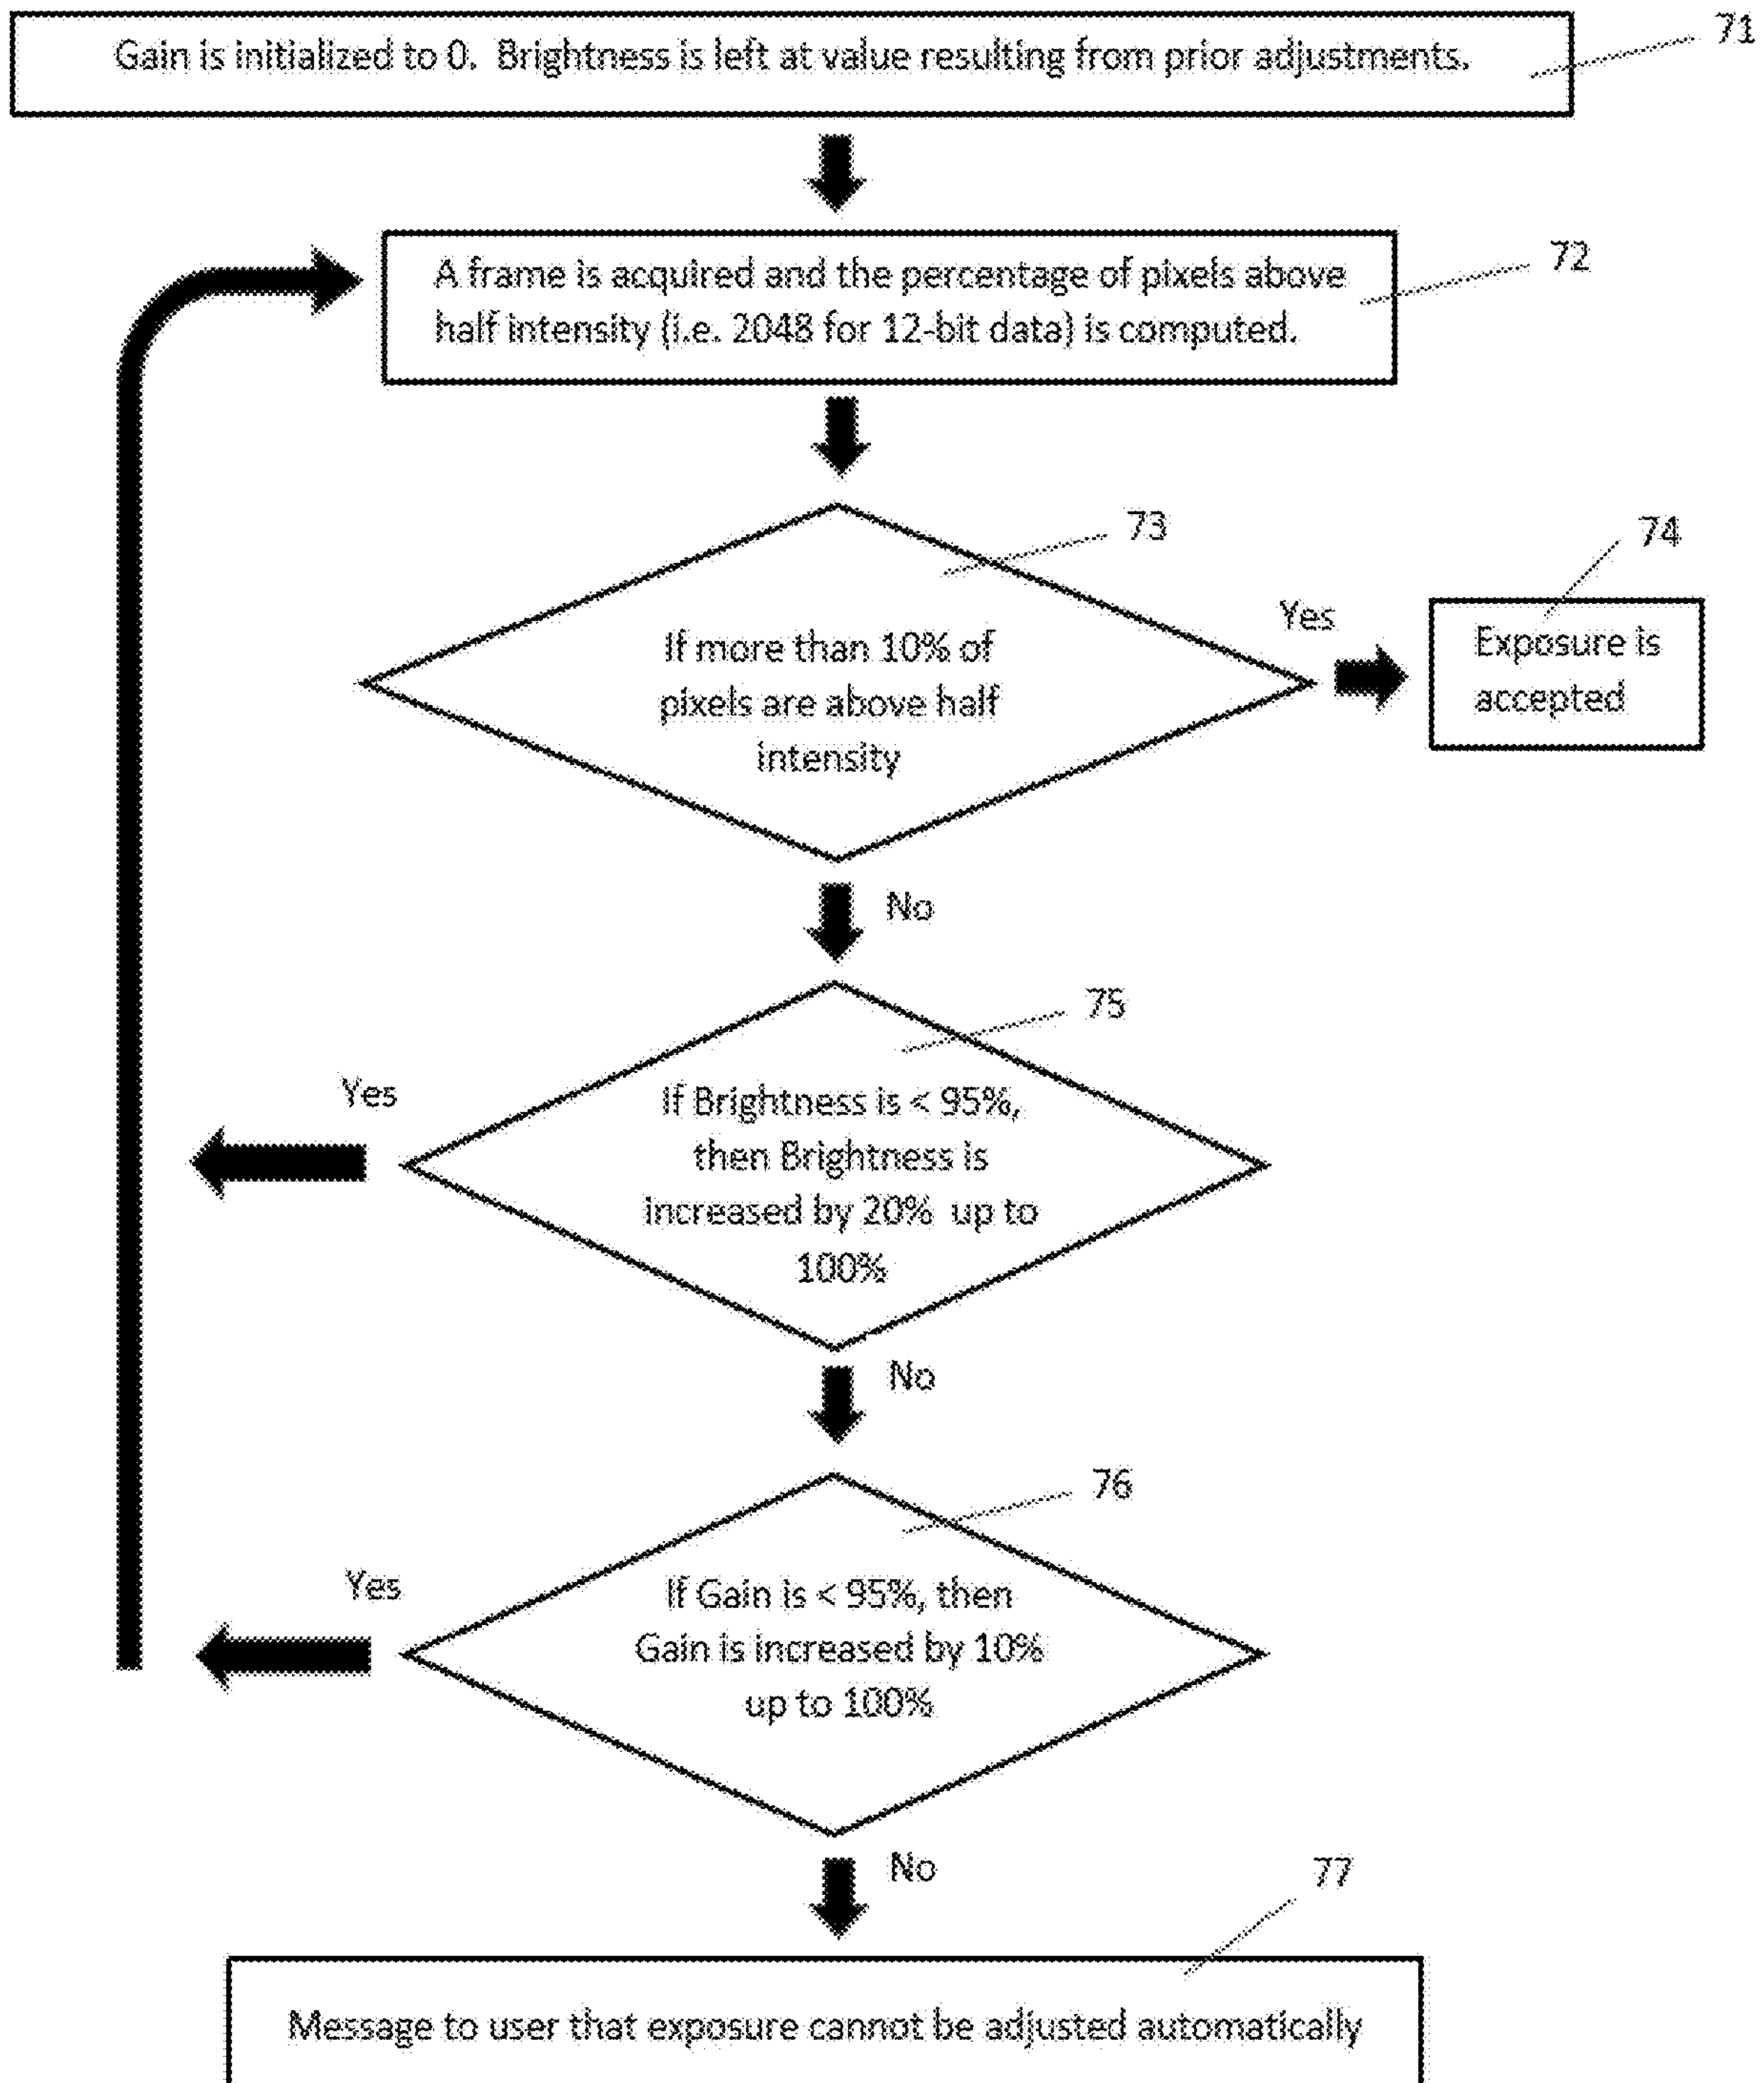 Gain is initialized to 0.  Brightness is left at value resulting from prior adjustments.
71
A frame is acquired and the percentage of pixels above
half intensity (i.e. 2048 for 12-bit data) is computed.
72
73
If more than 10% of
pixels are above half
intensity
Yes
74
Exposure is
accepted
No
75
Yes
If Brightness is < 95%,
then Brightness is
increased by 20%  up to
100%
No
76
Yes
If Gain is < 95%, then
Gain is increased by 10%
up to 100%
No
77
Message to user that exposure cannot be adjusted automatically